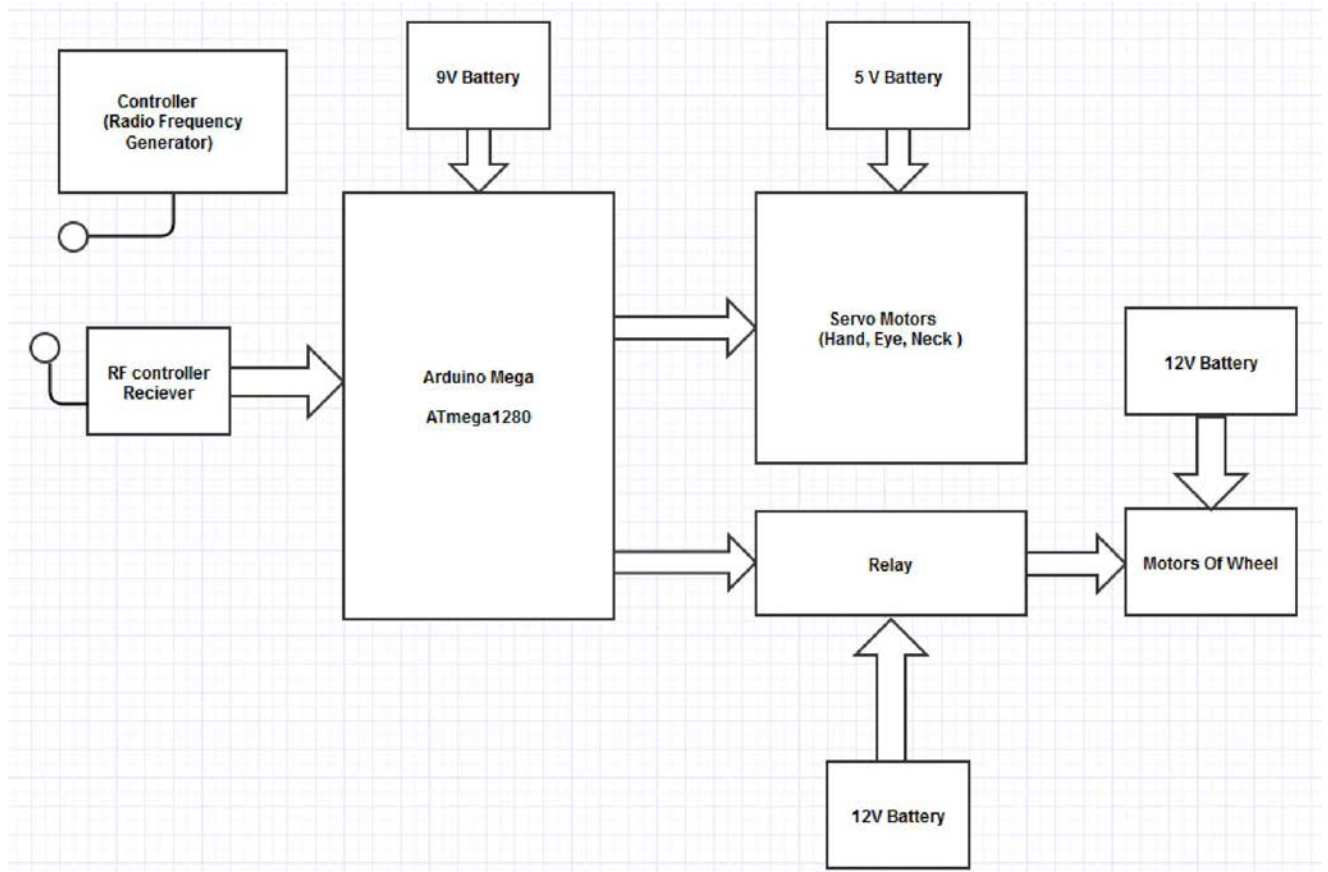 Controller
(Radio Frequency
Generator)
9V Battery
5 V Battery
RF controller
Reciever
Arduino Mega
ATmega1280
Servo Motors
(Hand, Eye, Neck )
12V Battery
Relay
Motors Of Wheel
12V Battery